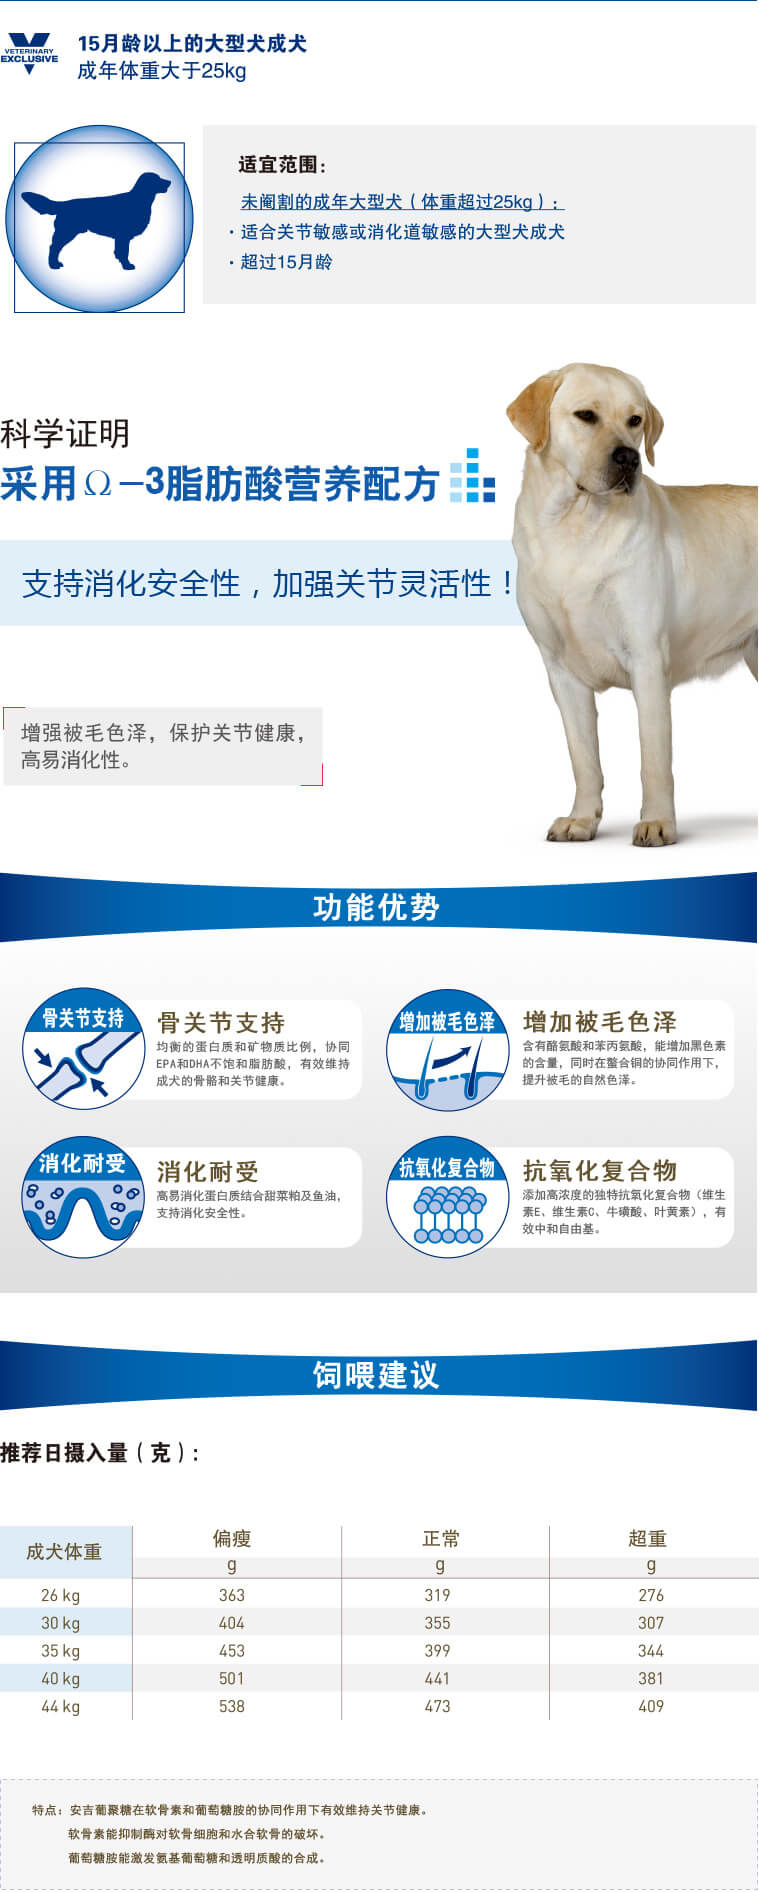 VETERINARY
EXCLUSIVE
15月龄以上的大型犬成犬
成年体重大于25kg
适宜范围：
未阉割的成年大型犬（体重超过25kg）：
·适合关节敏感或消化道敏感的大型犬成犬
·超过15月龄
科学证明
采用Ω-3脂肪酸营养配方
支持消化安全性，加强关节灵活性！
增强被毛色泽，保护关节健康，
高易消化性。
功能优势
骨关节支持
骨关节支持
均衡的蛋白质和矿物质比例，协同
EPA和DHA不饱和脂肪酸，有效维持
成犬的骨骼和关节健康。
增加被毛色泽
增加被毛色泽
含有酪氨酸和苯丙氨酸，能增加黑色素
的含量，同时在螯合铜的协同作用下，
提升被毛的自然色泽。
消化耐受
消化耐受
高易消化蛋白质结合甜菜粕及鱼油，
支持消化安全性。
抗氧化复合物
抗氧化复合物
添加高浓度的独特抗氧化复合物（维生
素E、维生素C、牛磺酸、叶黄素），有
效中和自由基。
饲喂建议
推荐日摄入量（克）：
成犬体重 偏瘦 正常 超重
g g g
26 kg 363 319 276
30 kg 404 355 307
35 kg 453 399 344
40 kg 501 441 381
44 kg 538 473 409
特点：安吉葡聚糖在软骨素和葡萄糖胺的协同作用下有效维持关节健康。
软骨素能抑制酶对软骨细胞和水合软骨的破坏。
葡萄糖胺能激发氨基葡萄糖和透明质酸的合成。